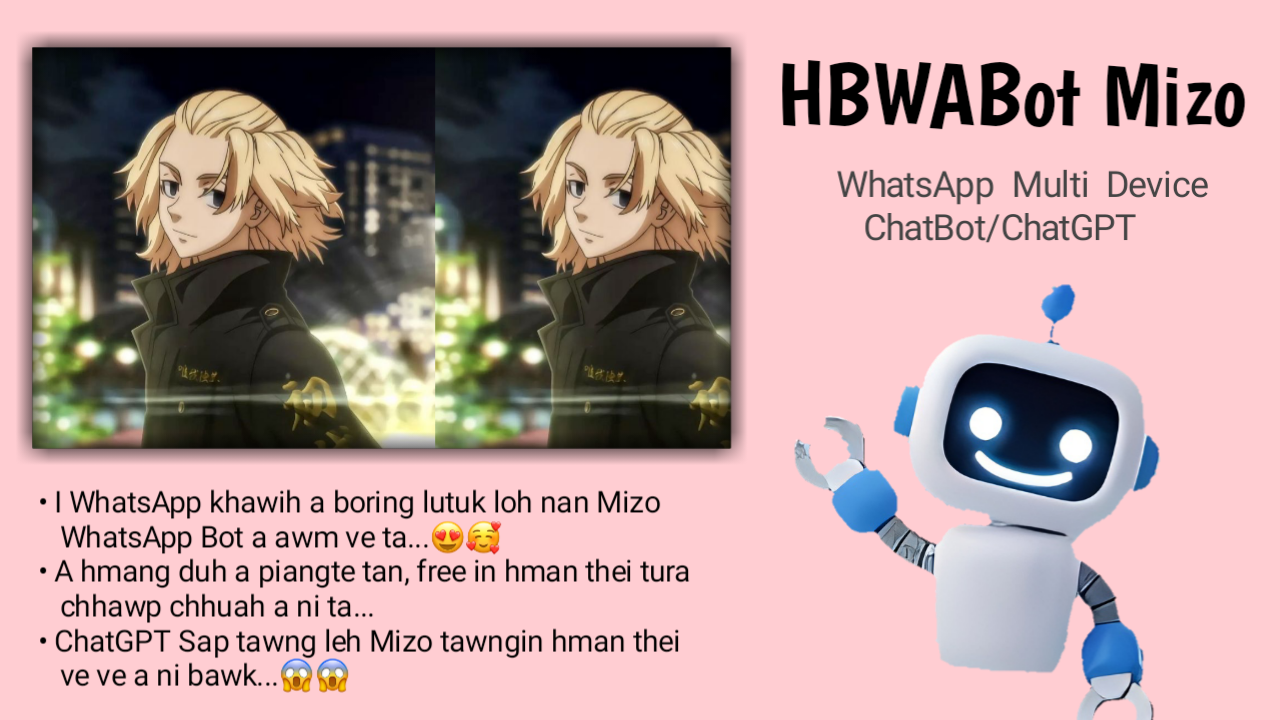 HBWABot Mizo
WhatsApp Multi Device
ChatBot/ChatGPT
• I WhatsApp khawih a boring lutuk loh nan Mizo
WhatsApp Bot a awm ve ta...😍🥰
• A hmang duh a piangte tan, free in hman thei tura
chhawp chhuah a ni ta...
• ChatGPT Sap tawng leh Mizo tawngin hman thei
ve ve a ni bawk...😱😱